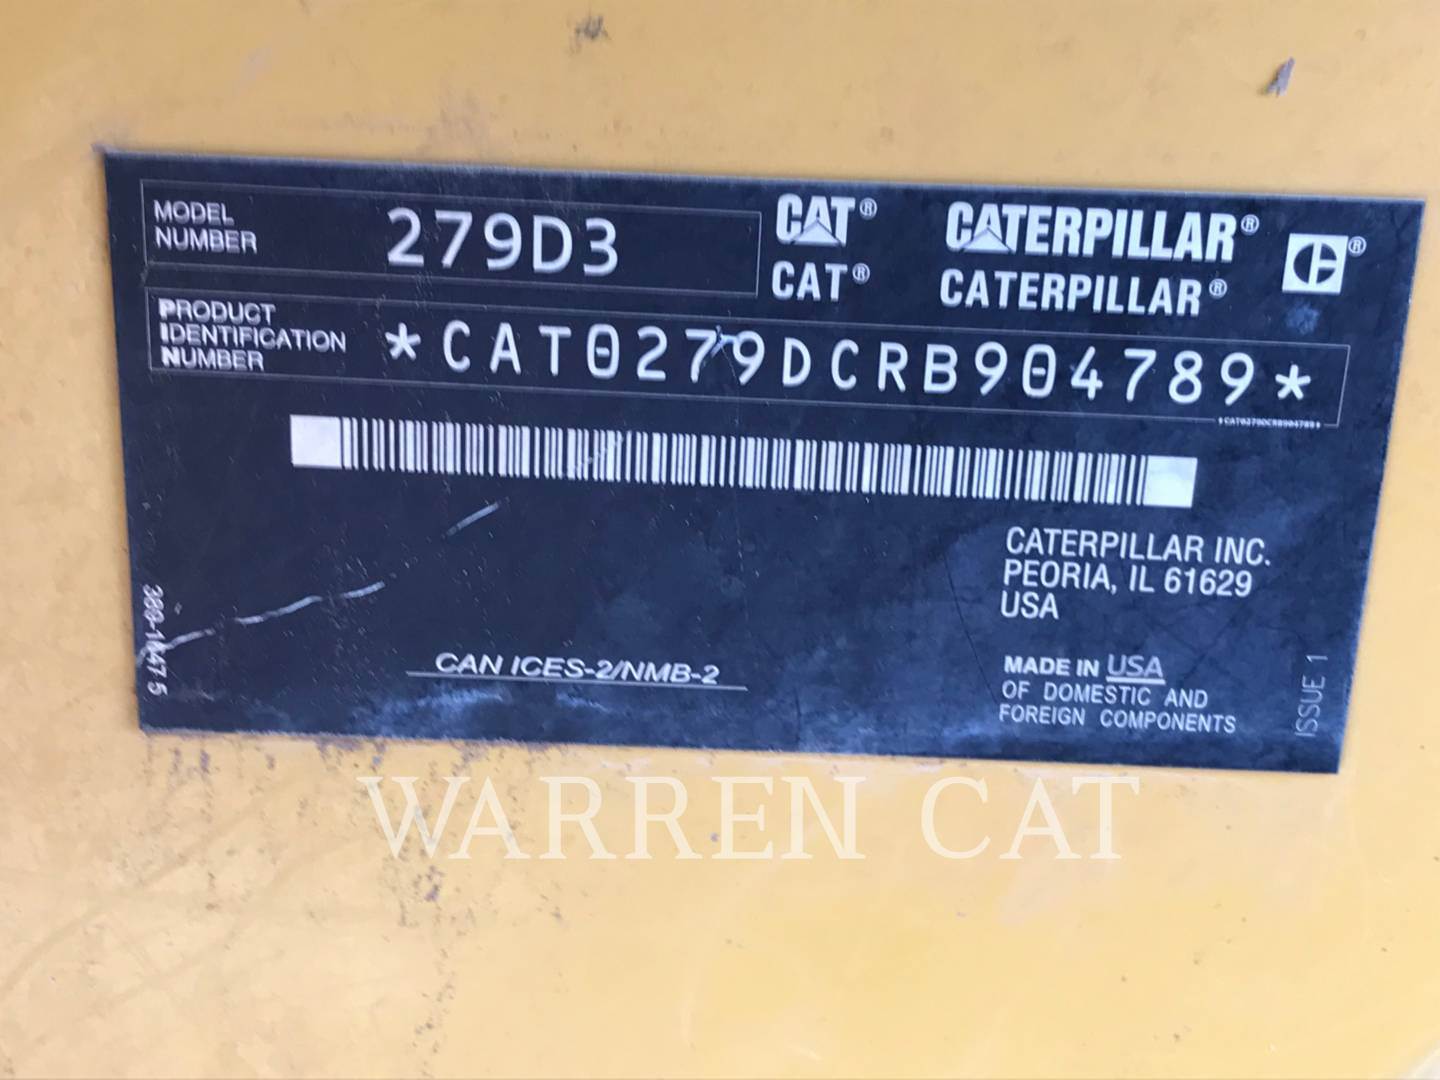 MODEL
NUMBER
279D3
CAT® CATERPILLAR® ®
CAT® CATERPILLAR®
PRODUCT
IDENTIFICATION
NUMBER
*CAT0279DCRB904789*
*CAT0279DCRB904789*
CATERPILLAR INC.
PEORIA, IL 61629
USA
CAN ICES-2/NMB-2
MADE IN USA
OF DOMESTIC AND
FOREIGN COMPONENTS
ISSUE 1
WARREN CAT